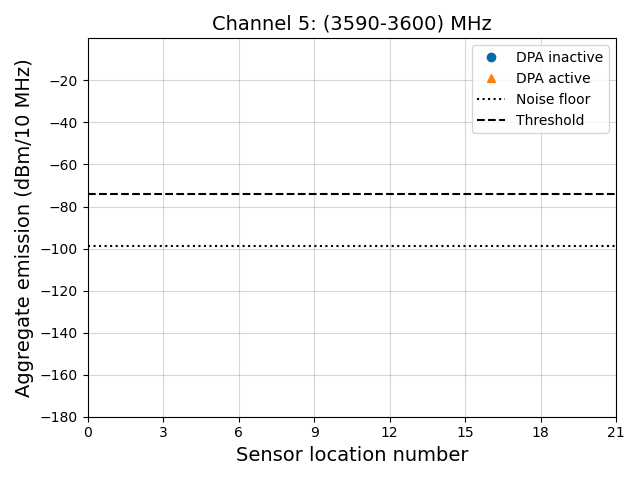 Channel 5: (3590-3600) MHz
DPA inactive
DPA active
Noise floor
Threshold
Aggregate emission (dBm/10 MHz)
−20
−40
−60
−80
−100
−120
−140
−160
−180
0 3 6 9 12 15 18 21
Sensor location number